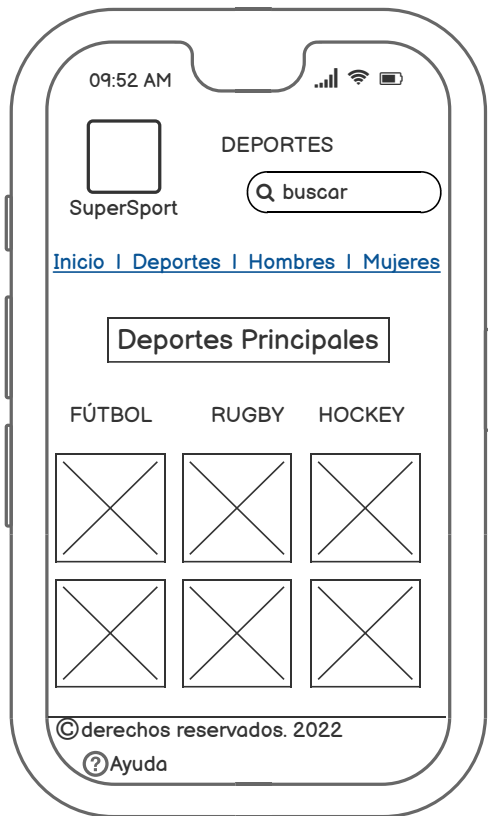 09:52 AM
DEPORTES
buscar
SuperSport
Inicio | Deportes | Hombres | Mujeres
Deportes Principales
FÚTBOL RUGBY HOCKEY
©derechos reservados. 2022
?Ayuda